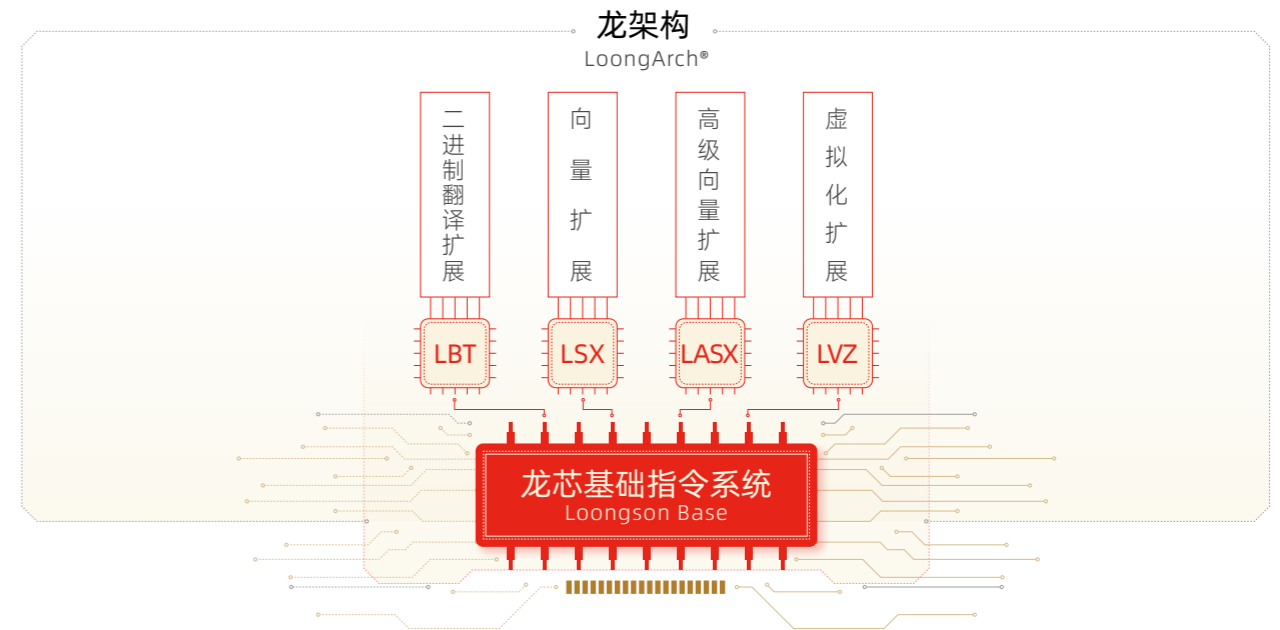 龙架构
LoongArch®
二进制翻译扩展
向量扩展
高级向量扩展
虚拟化扩展
LBT
LSX
LASX
LVZ
龙芯基础指令系统
Loongson Base